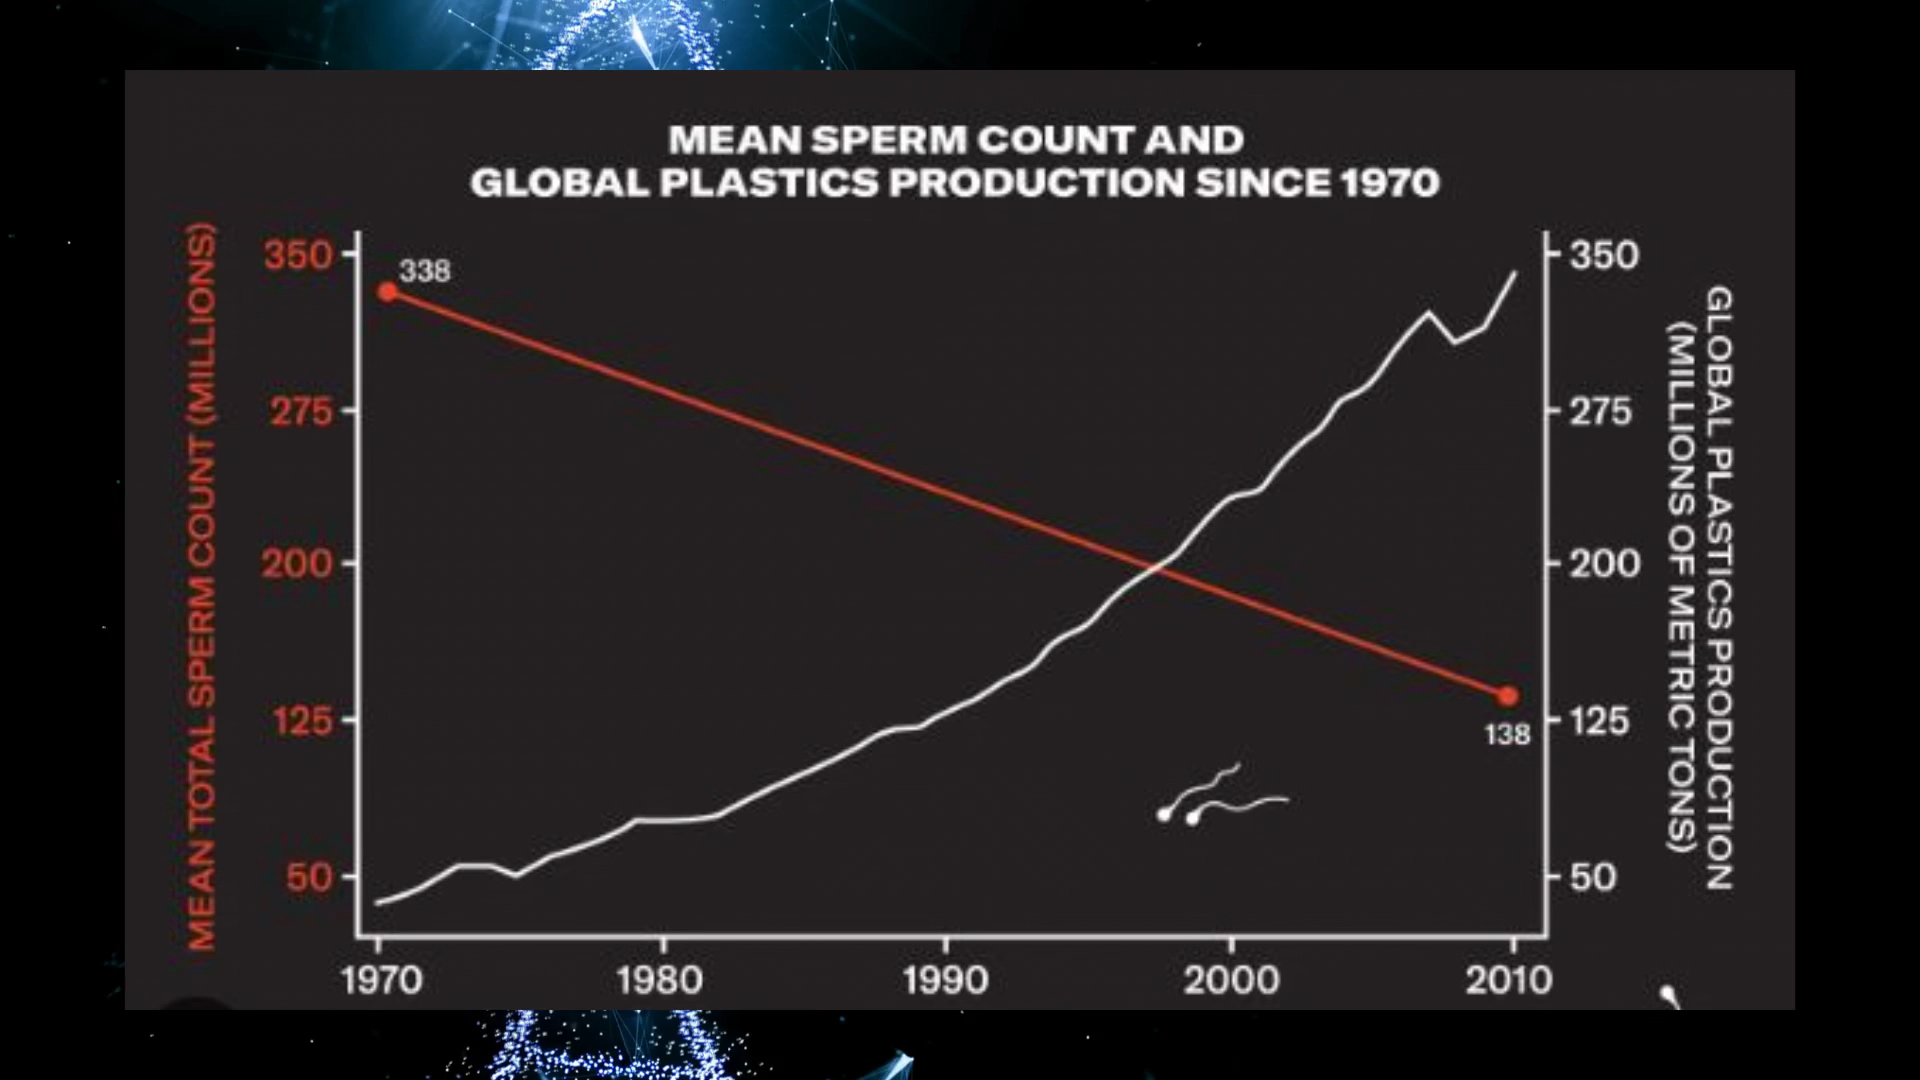 MEAN SPERM COUNT AND
GLOBAL PLASTICS PRODUCTION SINCE 1970
MEAN TOTAL SPERM COUNT (MILLIONS)
350
275
200
125
50
338
138
350
275
200
125
50
GLOBAL PLASTICS PRODUCTION
(MILLIONS OF METRIC TONS)
1970 1980 1990 2000 2010